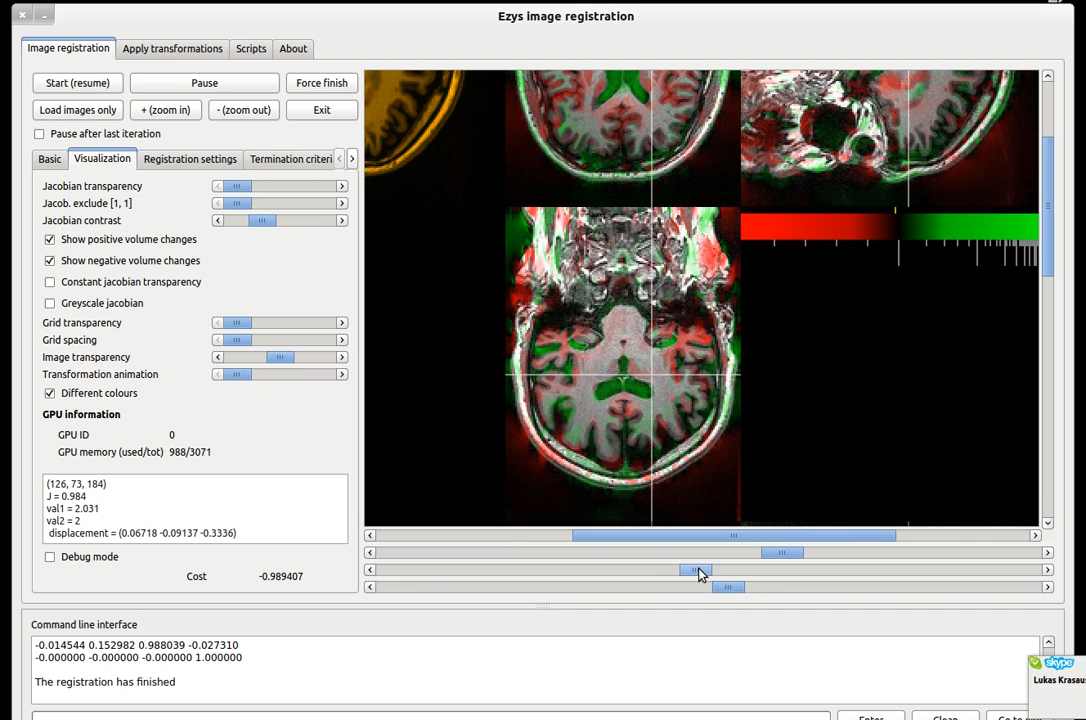 Ezys image registration
Image registration
Apply transformations
Scripts
About
Start (resume)
Pause
Force finish
Load images only
+ (zoom in)
- (zoom out)
Exit
Pause after last iteration
Basic
Visualization
Registration settings
Termination criteri
Jacobian transparency
Jacob. exclude [1, 1]
Jacobian contrast
Show positive volume changes
Show negative volume changes
Constant jacobian transparency
Greyscale jacobian
Grid transparency
Grid spacing
Image transparency
Transformation animation
Different colours
GPU information
GPU ID 0
GPU memory (used/tot) 988/3071
(126, 73, 184)
J = 0.984
val1 = 2.031
val2 = 2
displacement = (0.06718 -0.09137 -0.3336)
Debug mode
Cost -0.989407
Command line interface
-0.014544 0.152982 0.988039 -0.027310
-0.000000 -0.000000 -0.000000 1.000000
The registration has finished
skype
Lukas Krasaus
Enter
Clean